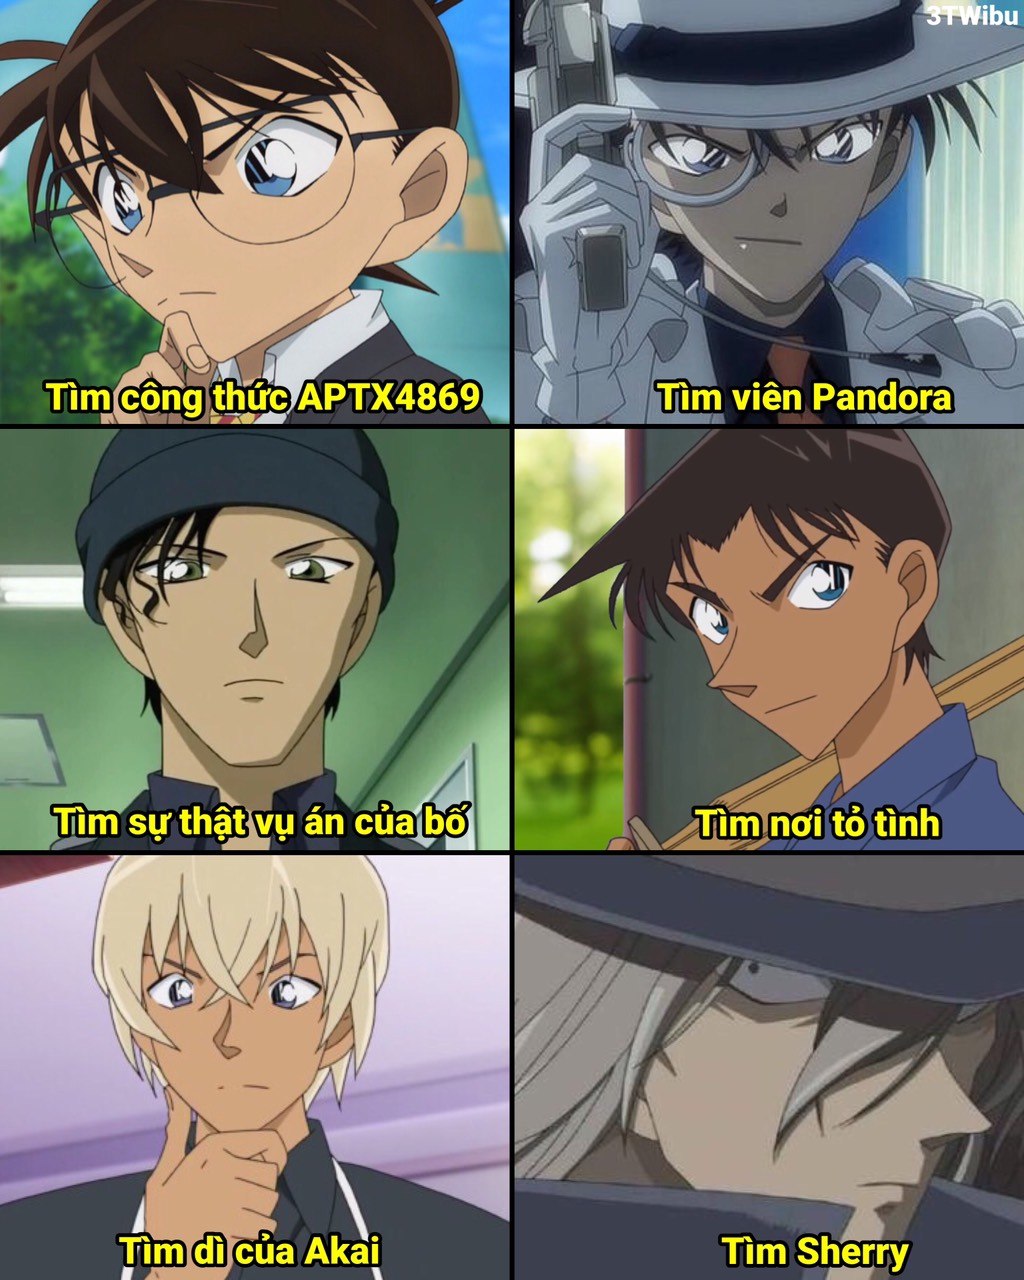 3TWibu
Tìm công thức APTX4869
Tìm viên Pandora
Tìm sự thật vụ án của bố
Tìm nơi tỏ tình
Tìm dì của Akai
Tìm Sherry